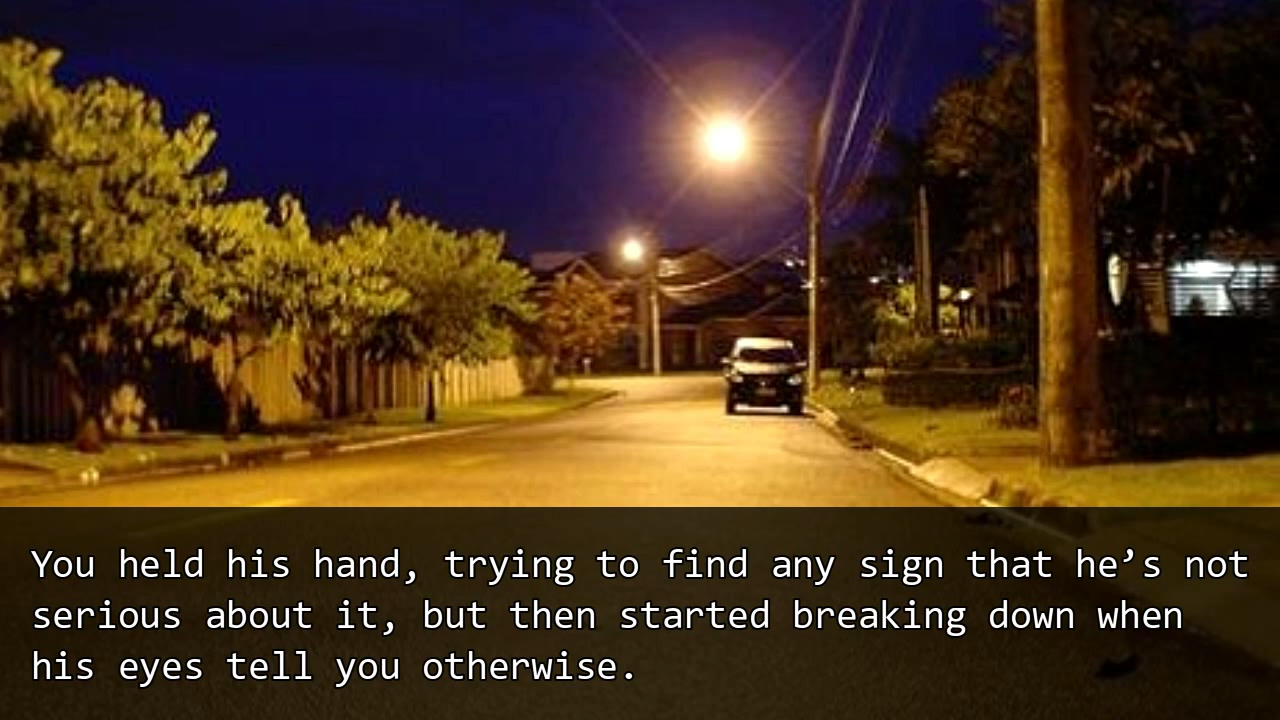 You held his hand, trying to find any sign that he’s not
serious about it, but then started breaking down when
his eyes tell you otherwise.